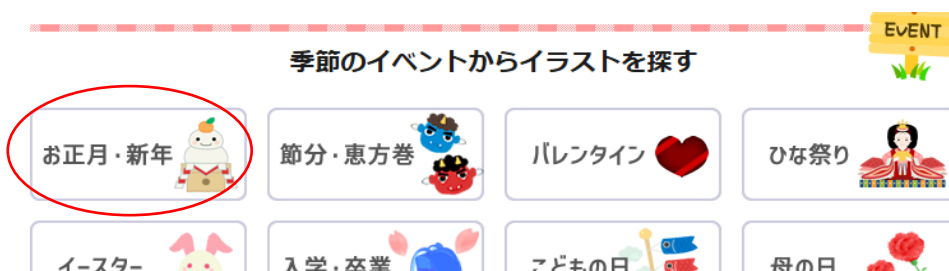 EVENT
季節のイベントからイラストを探す
お正月・新年
節分・恵方巻
バレンタイン
ひな祭り
イースター
入学・卒業
こどもの日
母の日